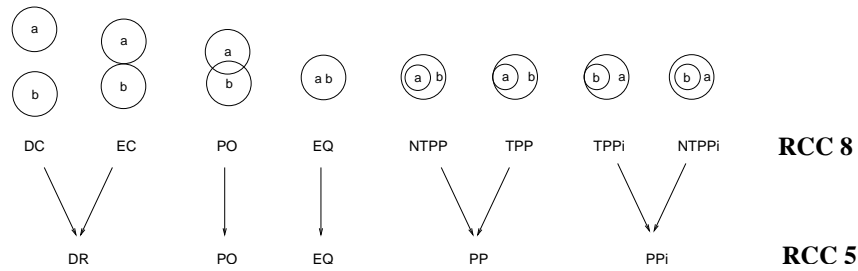 a a a a b a b a b b a b a
b b b
DC EC PO EQ NTPP TPP TPPi NTPPi RCC 8
DR PO EQ PP PPi RCC 5